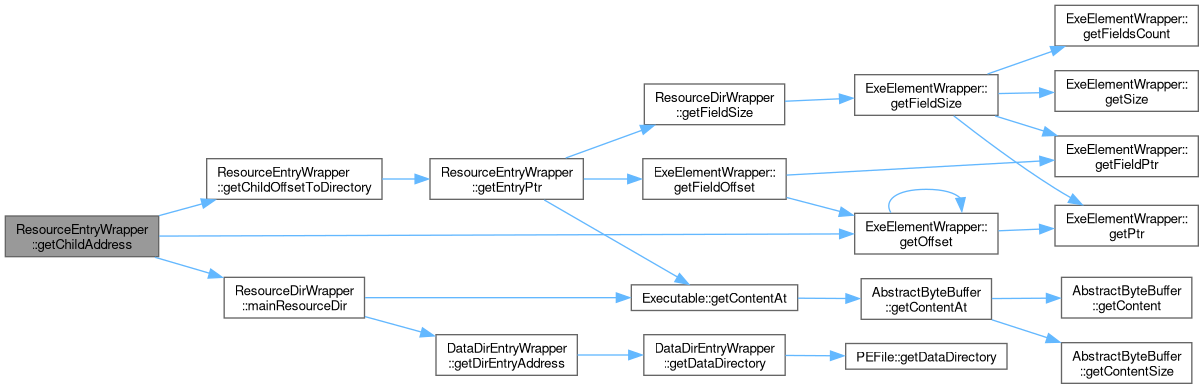 ResourceEntryWrapper
::getChildAddress
ResourceEntryWrapper
::getChildOffsetToDirectory
ResourceEntryWrapper
::getEntryPtr
ResourceDirWrapper
::getFieldSize
ExeElementWrapper::
getFieldSize
ExeElementWrapper::
getFieldsCount
ExeElementWrapper::
getSize
ExeElementWrapper::
getFieldPtr
ExeElementWrapper::
getPtr
ExeElementWrapper::
getFieldOffset
ExeElementWrapper::
getOffset
ResourceDirWrapper
::mainResourceDir
Executable::getContentAt
AbstractByteBuffer
::getContentAt
AbstractByteBuffer
::getContent
AbstractByteBuffer
::getContentSize
DataDirEntryWrapper
::getDirEntryAddress
DataDirEntryWrapper
::getDataDirectory
PEFile::getDataDirectory